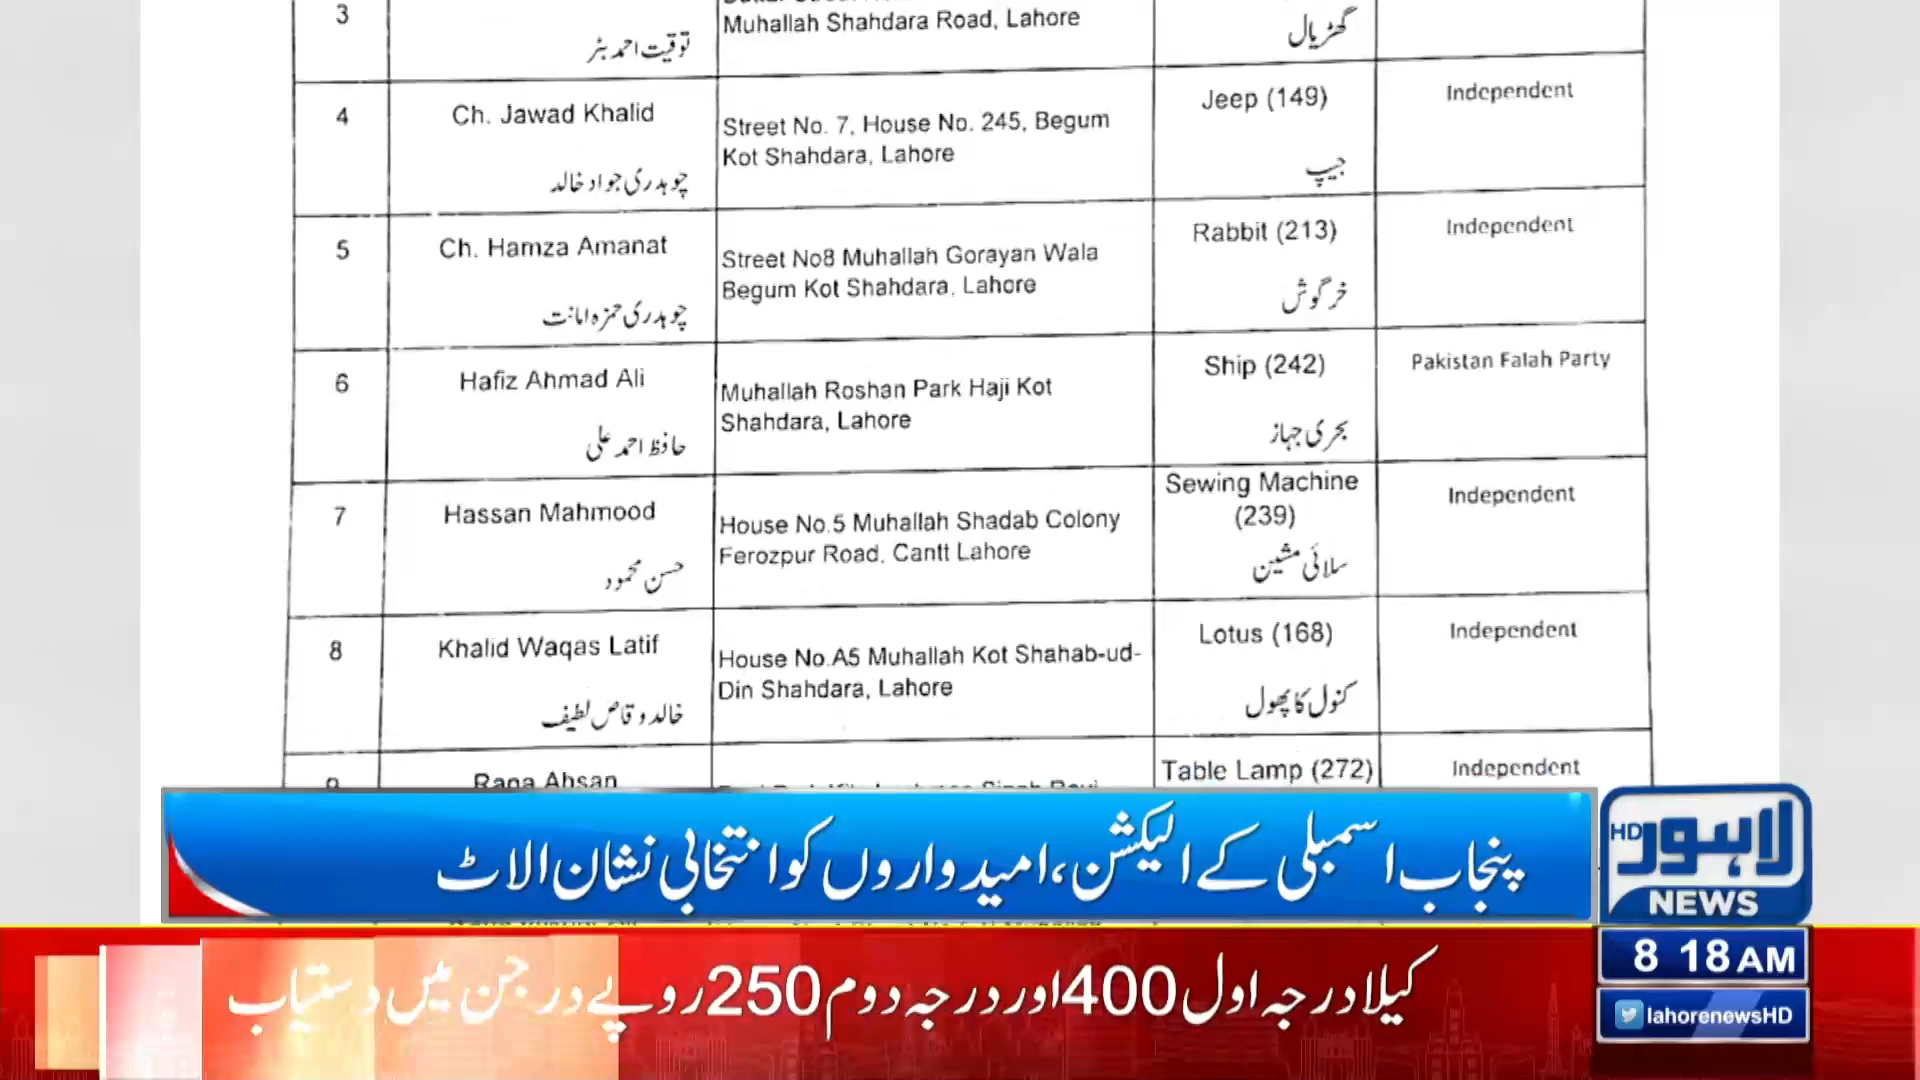 3
توقیت احمد بٹر
Muhallah Shahdara Road, Lahore
گھڑیال
4
Ch. Jawad Khalid
چوہدری جواد خالد
Street No. 7, House No. 245, Begum
Kot Shahdara, Lahore
Jeep (149)
جیپ
Independent
5
Ch. Hamza Amanat
چوہدری حمزہ امانت
Street No8 Muhallah Gorayan Wala
Begum Kot Shahdara, Lahore
Rabbit (213)
خرگوش
Independent
6
Hafiz Ahmad Ali
حافظ احمد علی
Muhallah Roshan Park Haji Kot
Shahdara, Lahore
Ship (242)
بحری جہاز
Pakistan Falah Party
7
Hassan Mahmood
حسن محمود
House No.5 Muhallah Shadab Colony
Ferozpur Road, Cantt Lahore
Sewing Machine
(239)
سلائی مشین
Independent
8
Khalid Waqas Latif
خالد وقاص لطیف
House No.A5 Muhallah Kot Shahab-ud-
Din Shahdara, Lahore
Lotus (168)
کنول کا پھول
Independent
9
Rana Ahsan
Table Lamp (272)
Independent
پنجاب اسمبلی کے الیکشن، امیدواروں کو انتخابی نشان الاٹ
لاہور HD
NEWS
8 18 AM
کیلا درجہ اول 400 اور درجہ دوم 250 روپے درجن میں دستیاب
lahorenewsHD